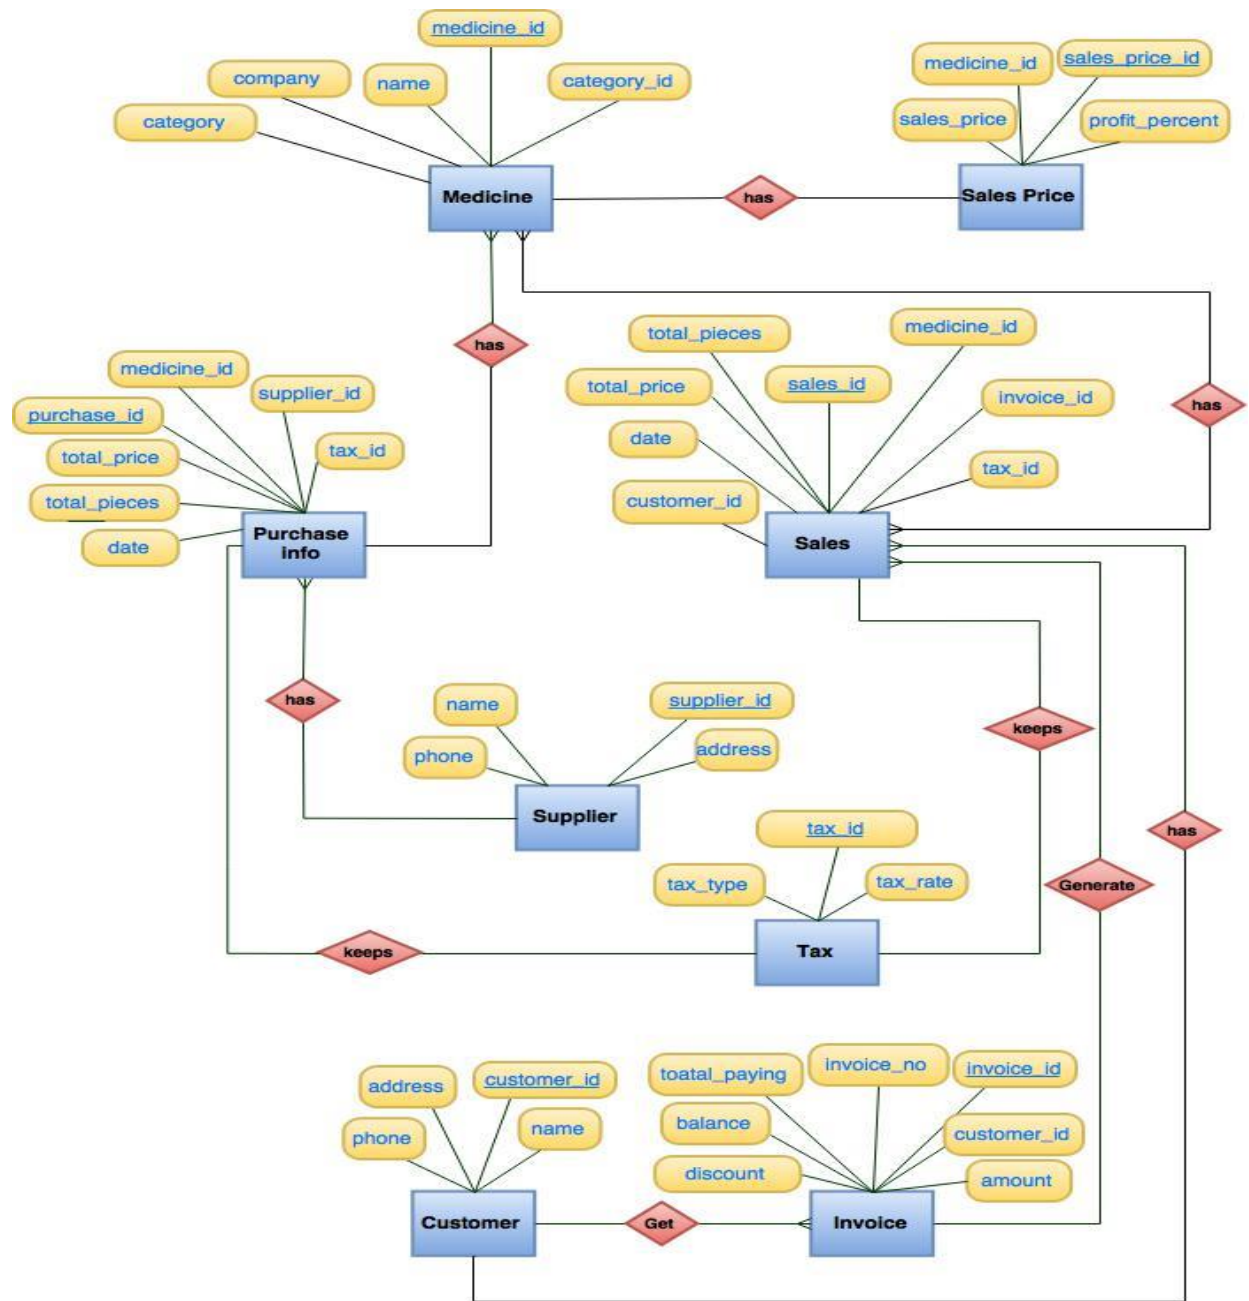 medicine_id
company
name
category_id
category
Medicine
has
medicine_id
sales_price_id
sales_price
profit_percent
Sales Price
has
medicine_id
supplier_id
purchase_id
total_price
tax_id
total_pieces
date
Purchase
info
total_pieces
medicine_id
total_price
sales_id
invoice_id
date
tax_id
customer_id
Sales
has
has
name
supplier_id
phone
address
Supplier
keeps
has
tax_id
tax_type
tax_rate
Tax
Generate
keeps
address
customer_id
phone
name
Customer
Get
toatal_paying
invoice_no
invoice_id
balance
customer_id
discount
amount
Invoice